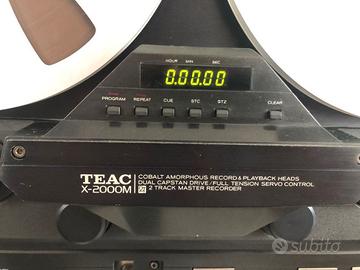 HOUR MIN SEC
0.00.00
PROGRAM REPEAT CUE STC STZ CLEAR
TEAC COBALT AMORPHOUS RECORD & PLAYBACK HEADS
DUAL CAPSTAN DRIVE/FULL TENSION SERVO CONTROL
X-2000M 2 TRACK MASTER RECORDER
subito